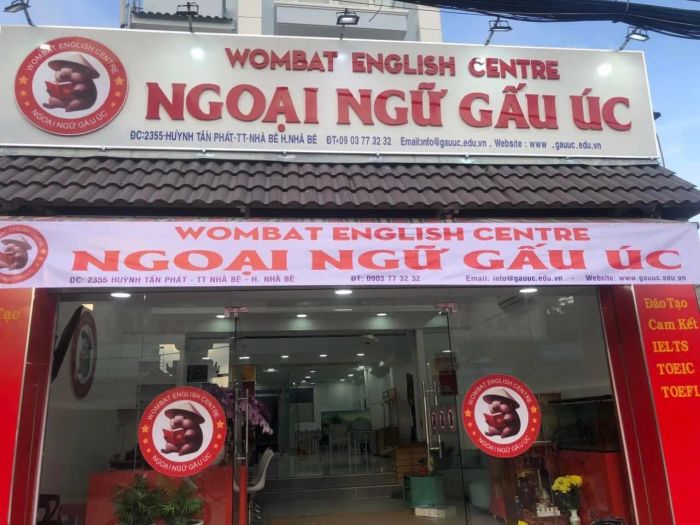 WOMBAT ENGLISH CENTRE
NGOẠI NGỮ GẤU ÚC
WOMBAT ENGLISH CENTRE
NGOẠI NGỮ GẤU ÚC
ĐC:2355-HUỲNH TẤN PHÁT-TT-NHÀ BÈ H.NHÀ BÈ ĐT-09 03 77 32 32 Email:info@gauuc.edu.vn . Website : www .gauuc.edu.vn
WOMBAT ENGLISH CENTRE
NGOẠI NGỮ GẤU ÚC
ĐC: 2355 HUỲNH TẤN PHÁT - TT NHÀ BÈ - H. NHÀ BÈ ĐT: 0903 77 32 32 Email: info@gauuc.edu.vn - Website: www.gauuc.edu.vn
Tạo
Đào Tạo
Cam Kết
IELTS
TOEIC
TOEFL
WOMBAT ENGLISH CENTRE
NGOẠI NGỮ GẤU ÚC
WOMBAT ENGLISH CENTRE
NGOẠI NGỮ GẤU ÚC